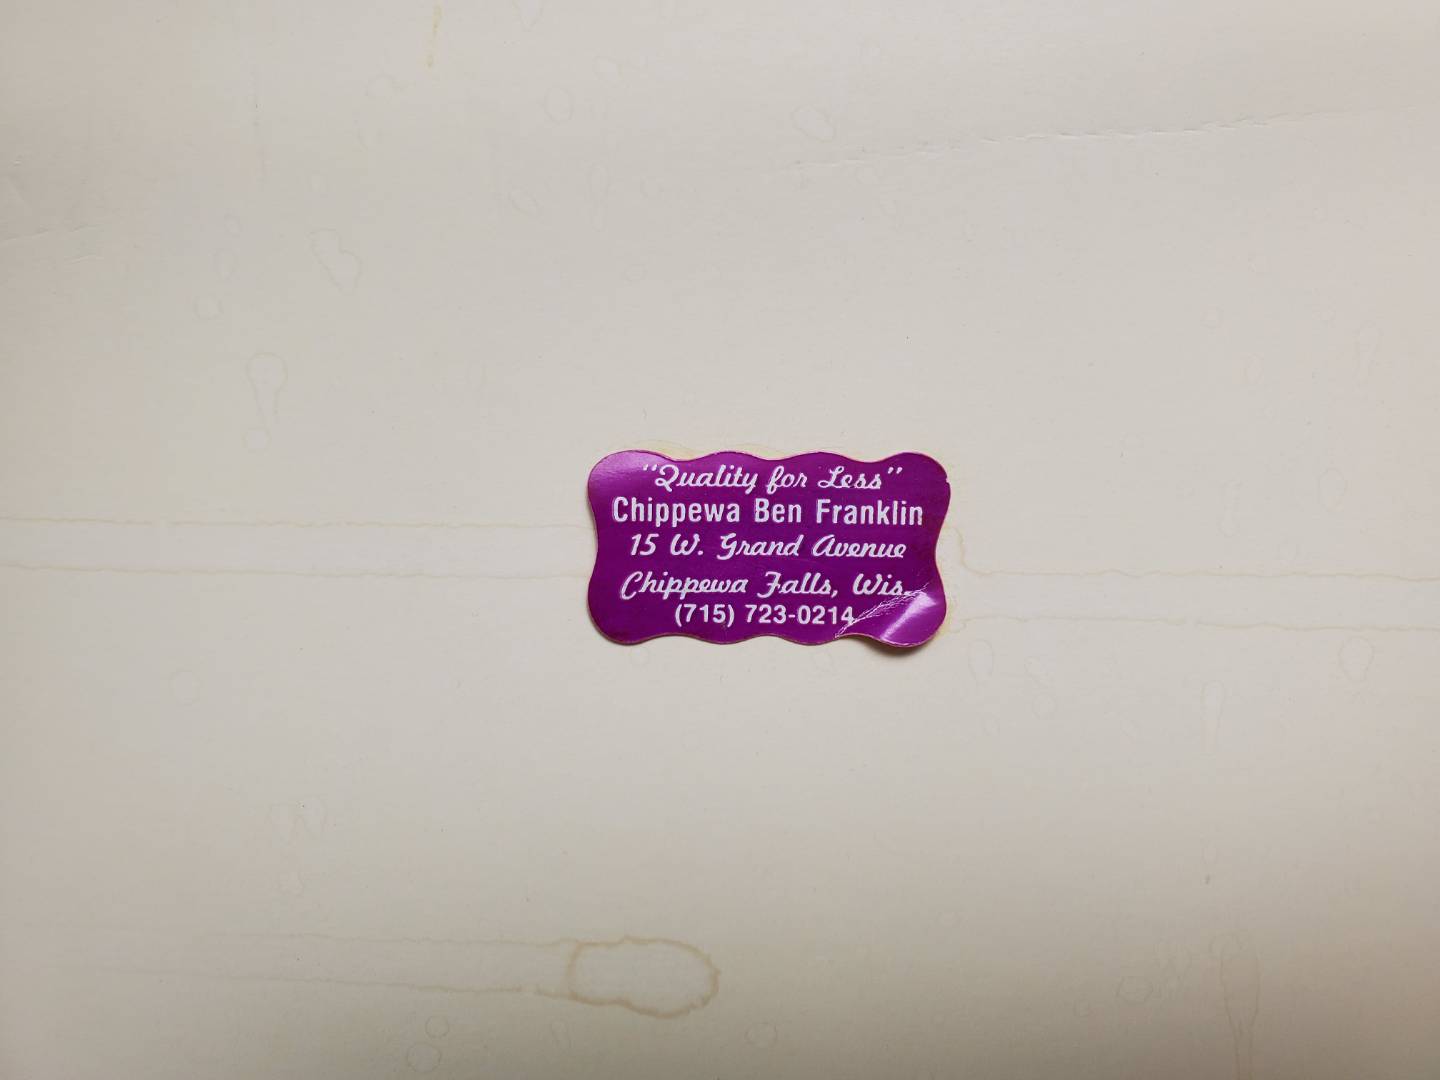 "Quality for Less"
Chippewa Ben Franklin
15 W. Grand Avenue
Chippewa Falls, Wis.
(715) 723-0214